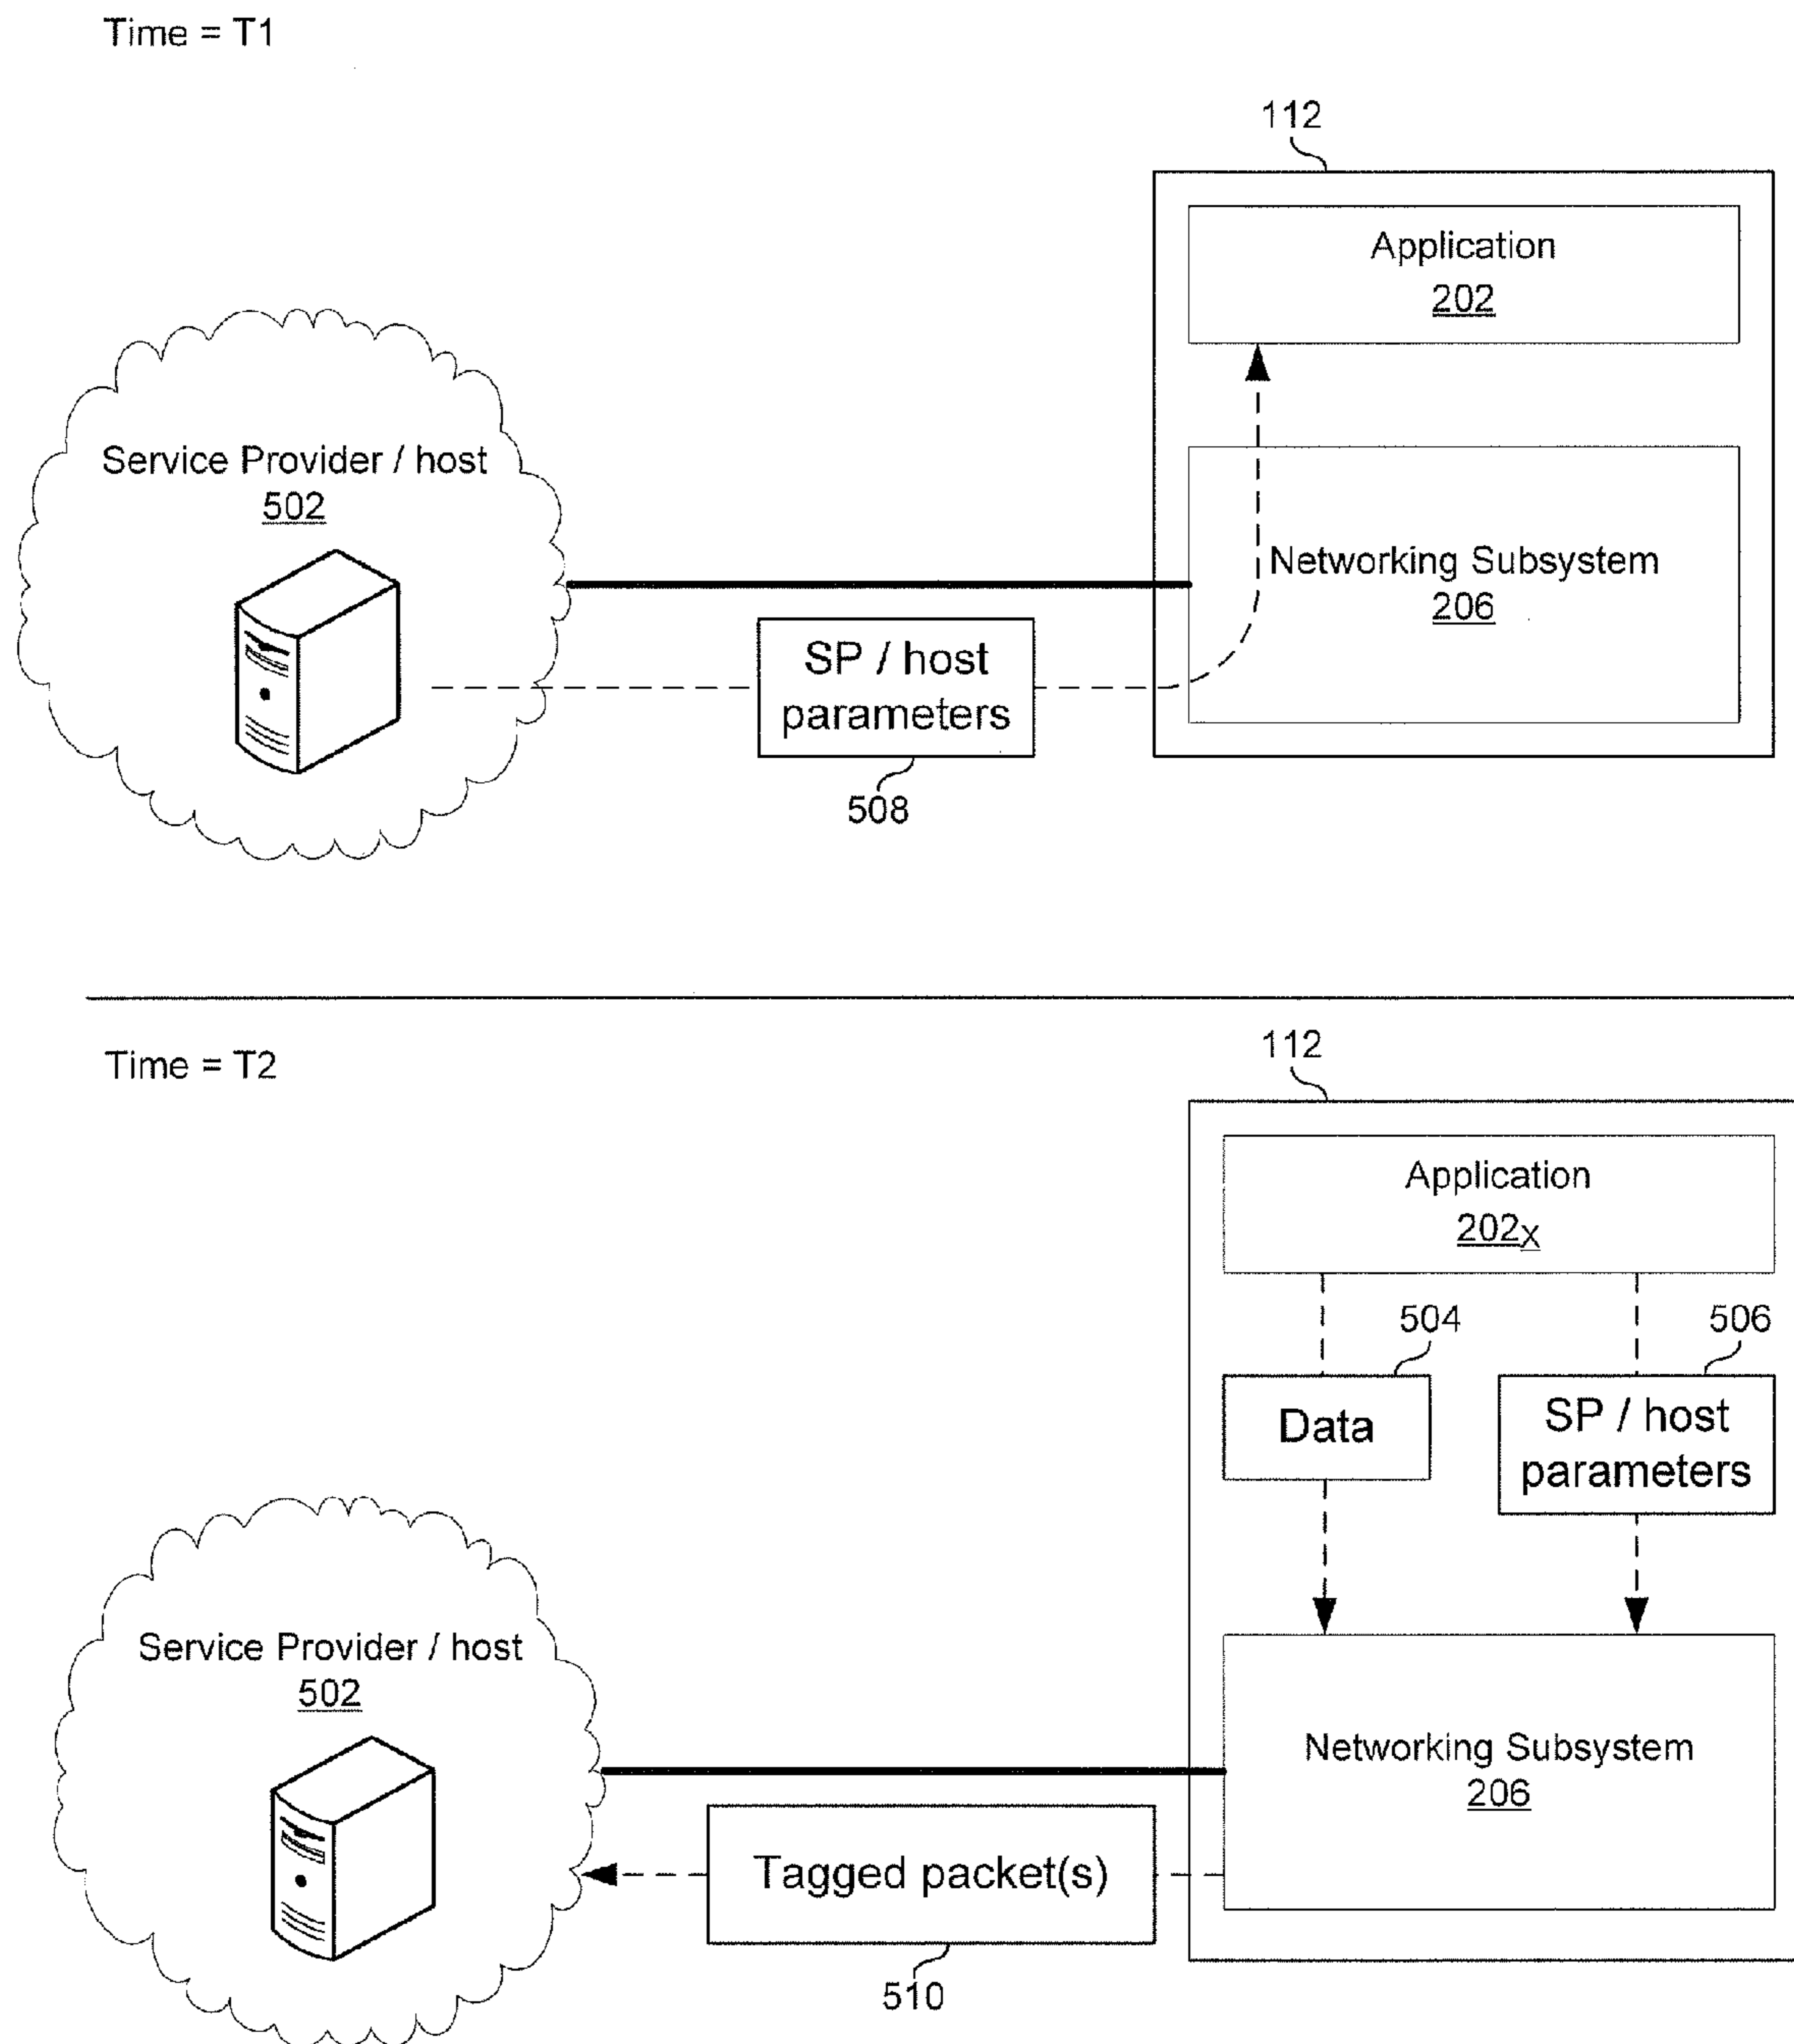 Time = T1
112
Application
202
Service Provider / host
502
Networking Subsystem
206
SP / host
parameters
508
Time = T2
112
Application
202X
504
506
Data
SP / host
parameters
Service Provider / host
502
Networking Subsystem
206
Tagged packet(s)
510